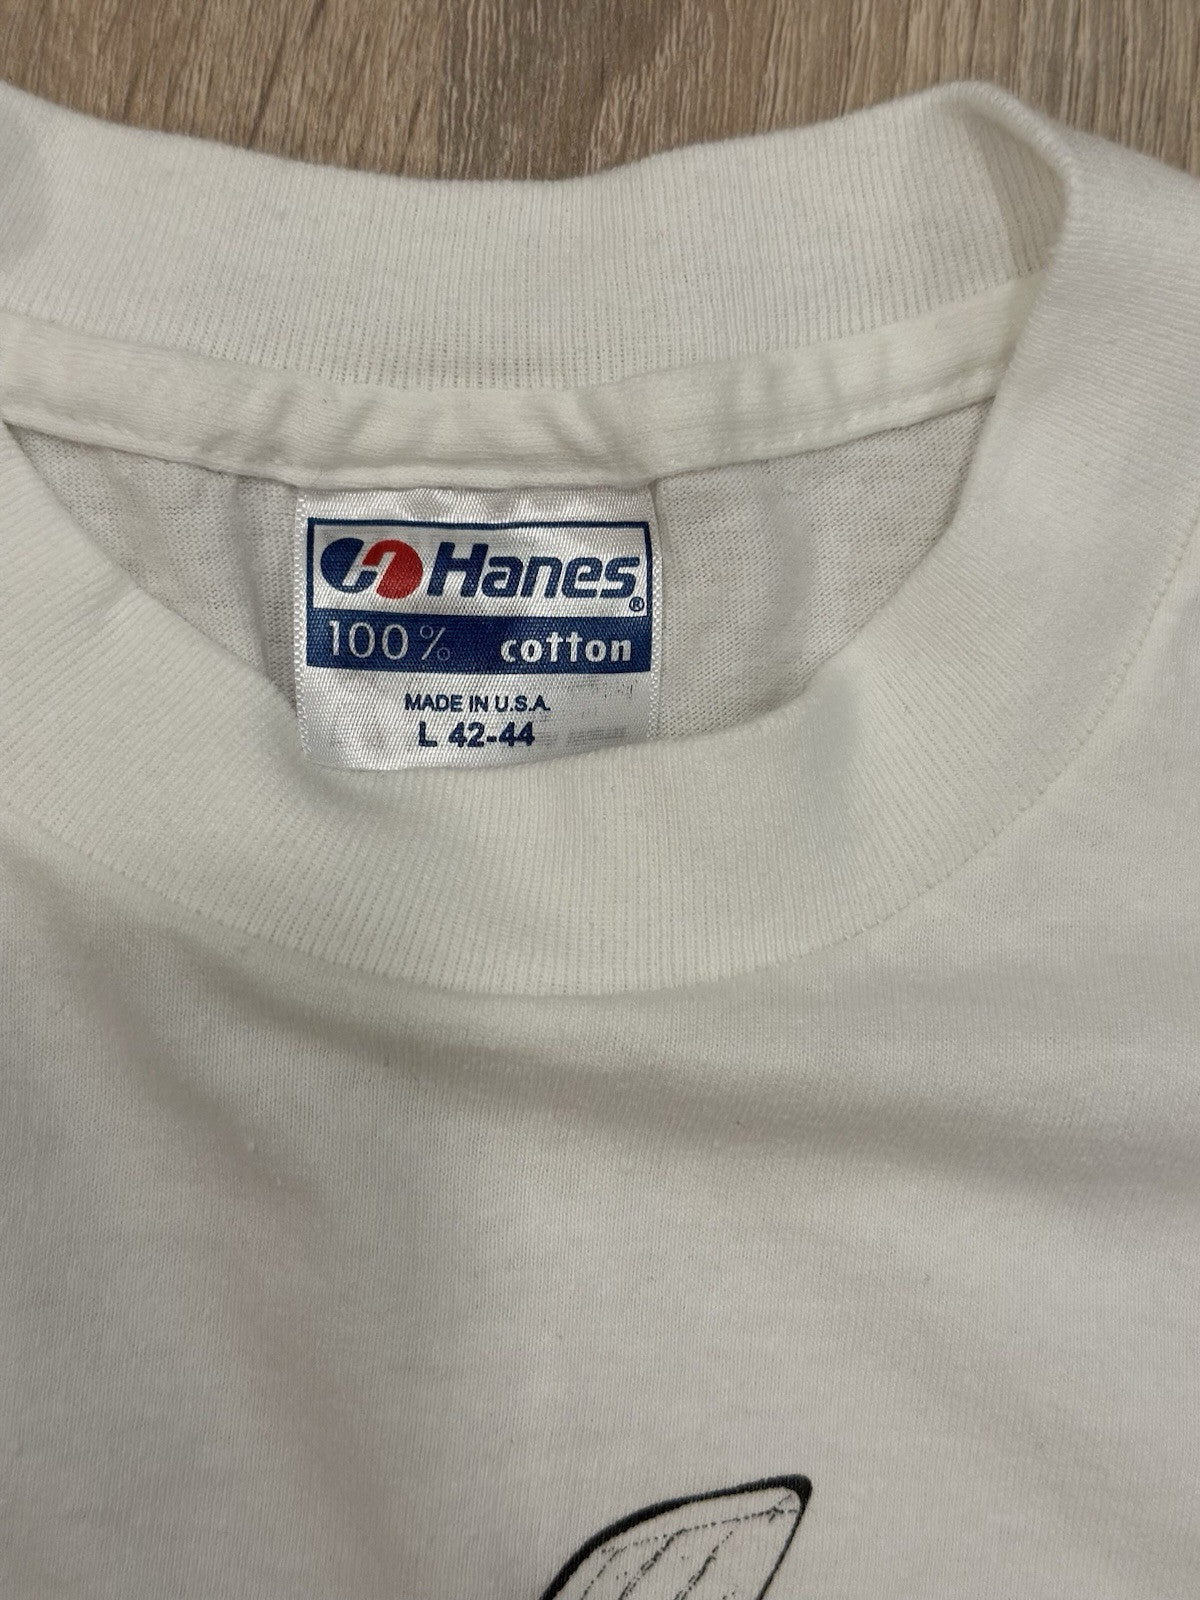 Hanes®
100% cotton
MADE IN U.S.A.
L 42-44